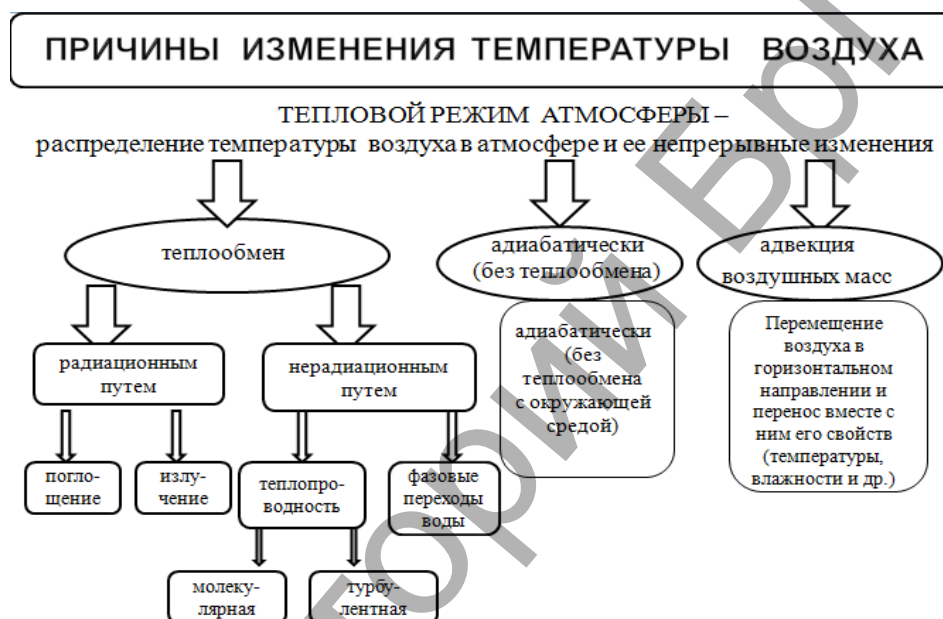 ПРИЧИНЫ ИЗМЕНЕНИЯ ТЕМПЕРАТУРЫ ВОЗДУХА
ТЕПЛОВОЙ РЕЖИМ АТМОСФЕРЫ –
распределение температуры воздуха в атмосфере и ее непрерывные изменения
теплообмен
адиабатически
(без теплообмена)
адвекция
воздушных масс
радиационным
путем
нерадиационным
путем
адиабатически
(без
теплообмена
с окружающей
средой)
Перемещение
воздуха в
горизонтальном
направлении и
перенос вместе с
ним его свойств
(температуры,
влажности и др.)
погло-
щение
излу-
чение
теплопро-
водность
фазовые
переходы
воды
молеку-
лярная
турбу-
лентная